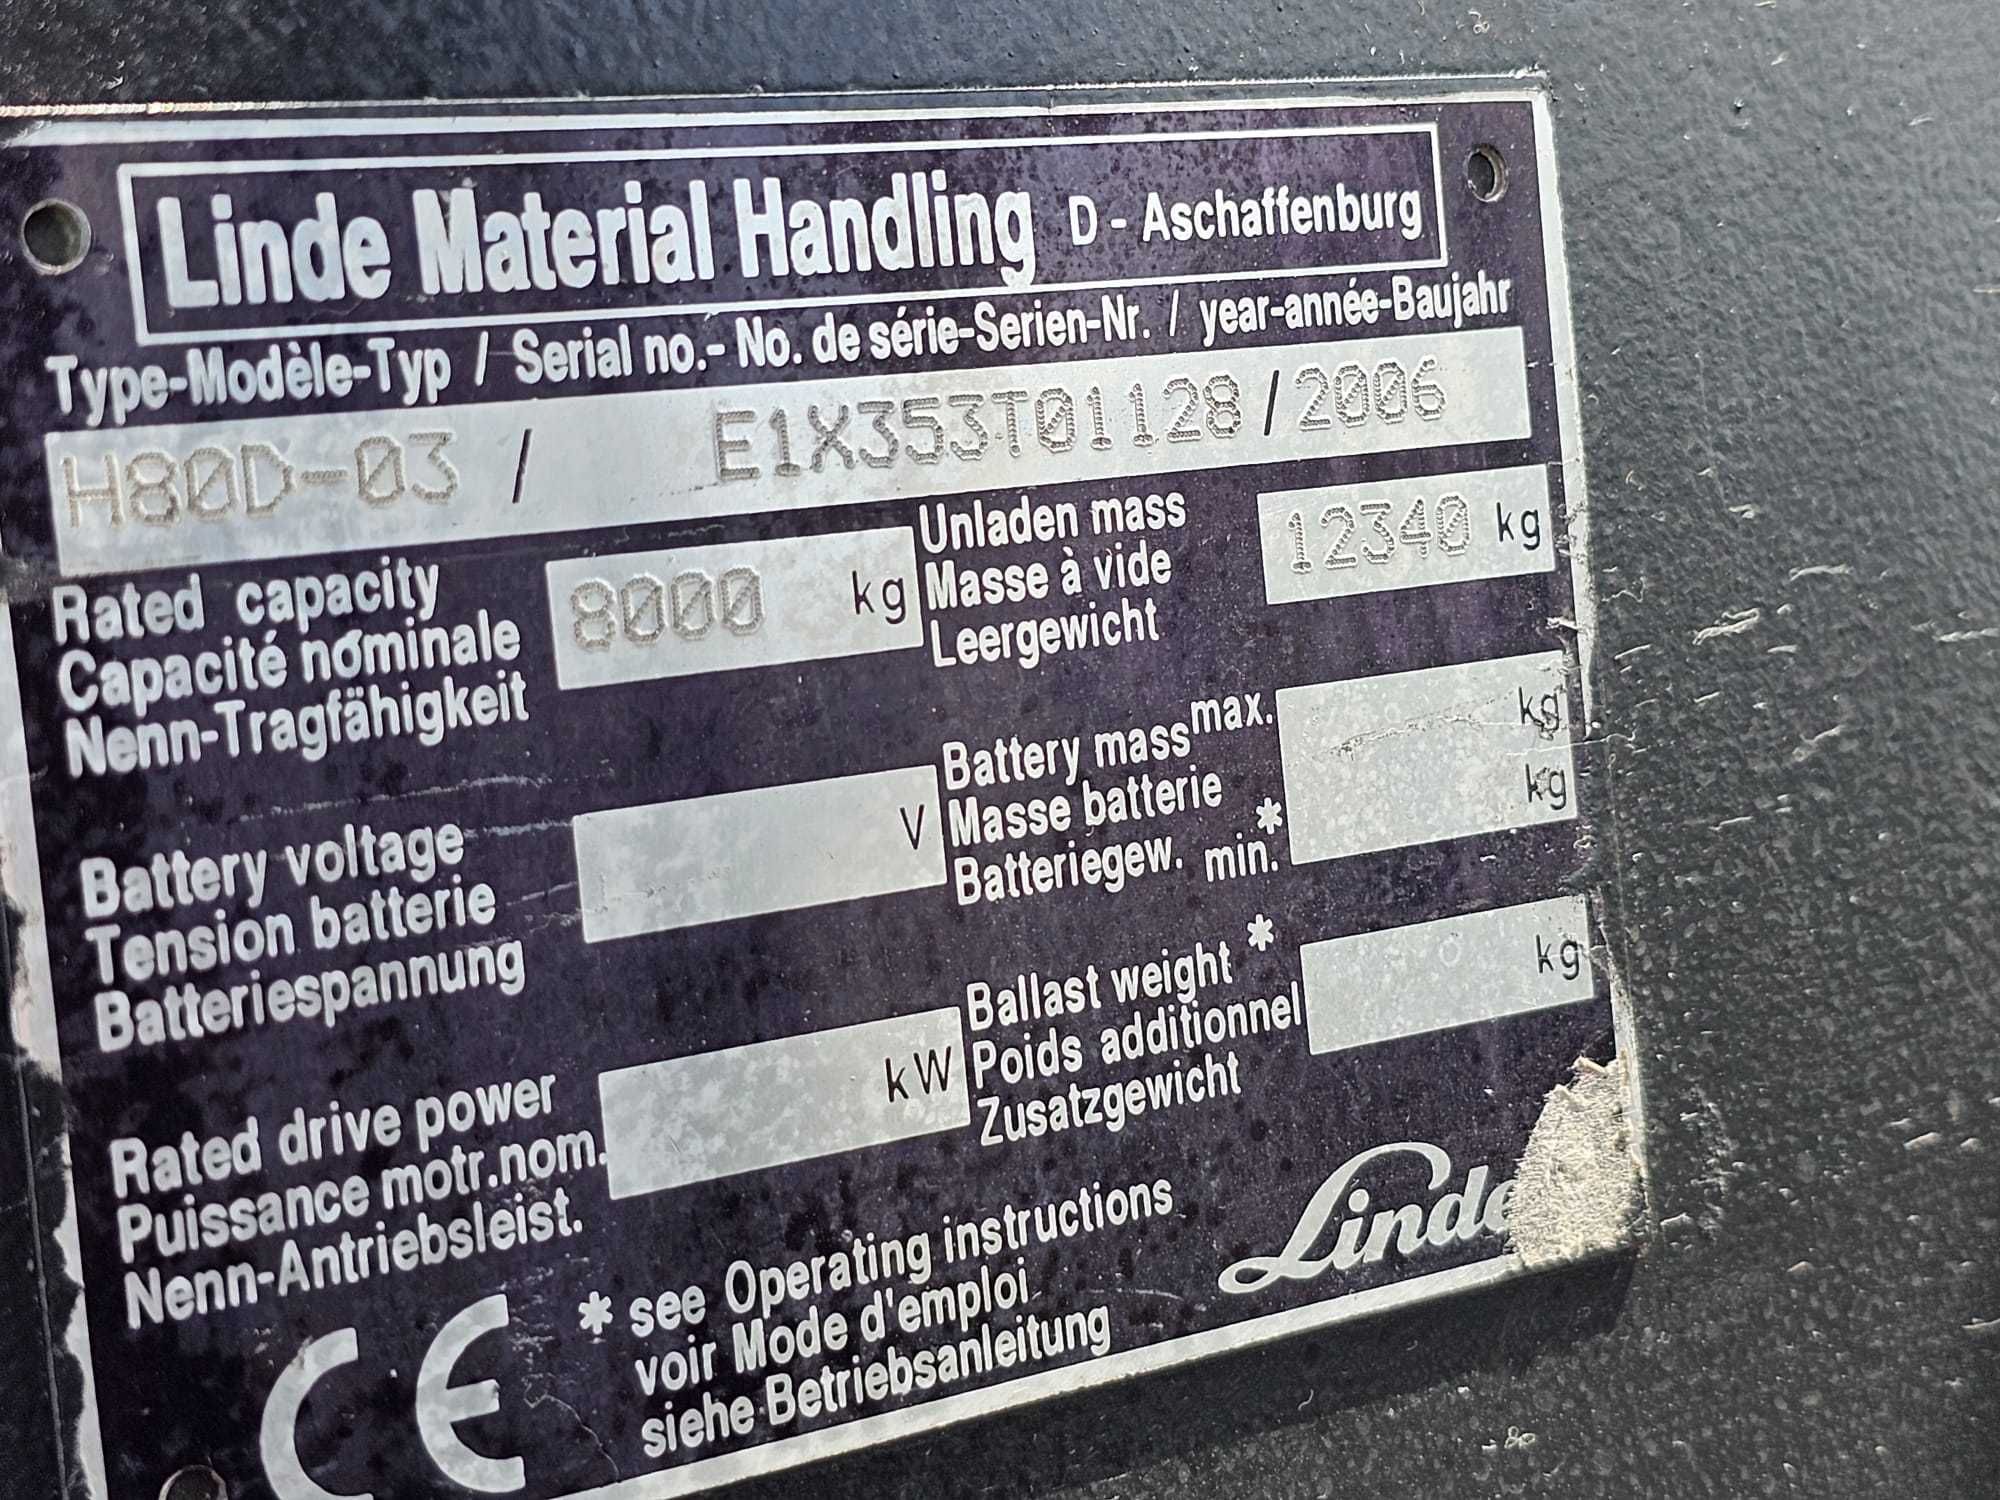 Linde Material Handling D - Aschaffenburg
Type-Modèle-Typ / Serial no.- No. de série-Serien-Nr. / year-année-Baujahr
H80D-03 / E1X353T01128 / 2006
Rated capacity
Capacité nominale
Nenn-Tragfähigkeit
8000 kg
Unladen mass
Masse à vide
Leergewicht
12340 kg
Battery voltage
Tension batterie
Batteriespannung
V
Battery mass max. kg
Masse batterie
Batteriegew. min. * kg
Rated drive power
Puissance motr.nom.
Nenn-Antriebsleist.
kW
Ballast weight *
Poids additionnel
Zusatzgewicht
kg
CE
* see Operating instructions
voir Mode d'emploi
siehe Betriebsanleitung
Linde